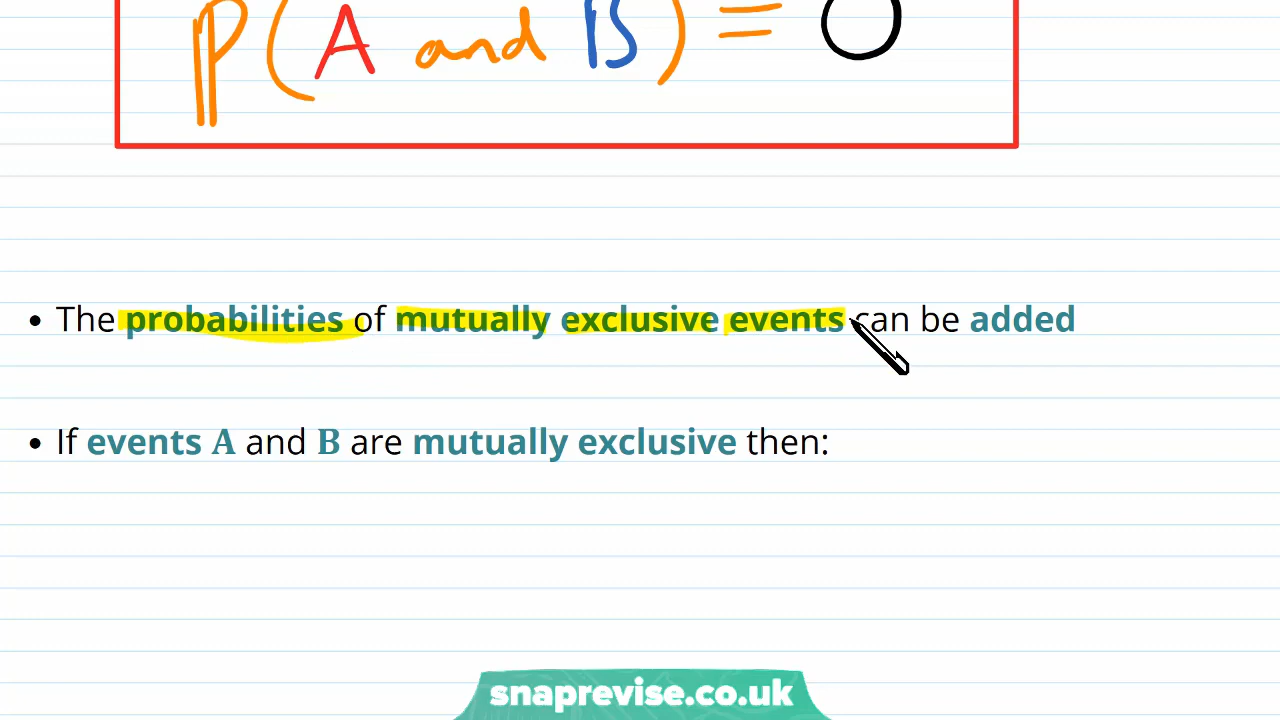 ℙ(A and B) = 0
• The probabilities of mutually exclusive events can be added
• If events A and B are mutually exclusive then:
snaprevise.co.uk